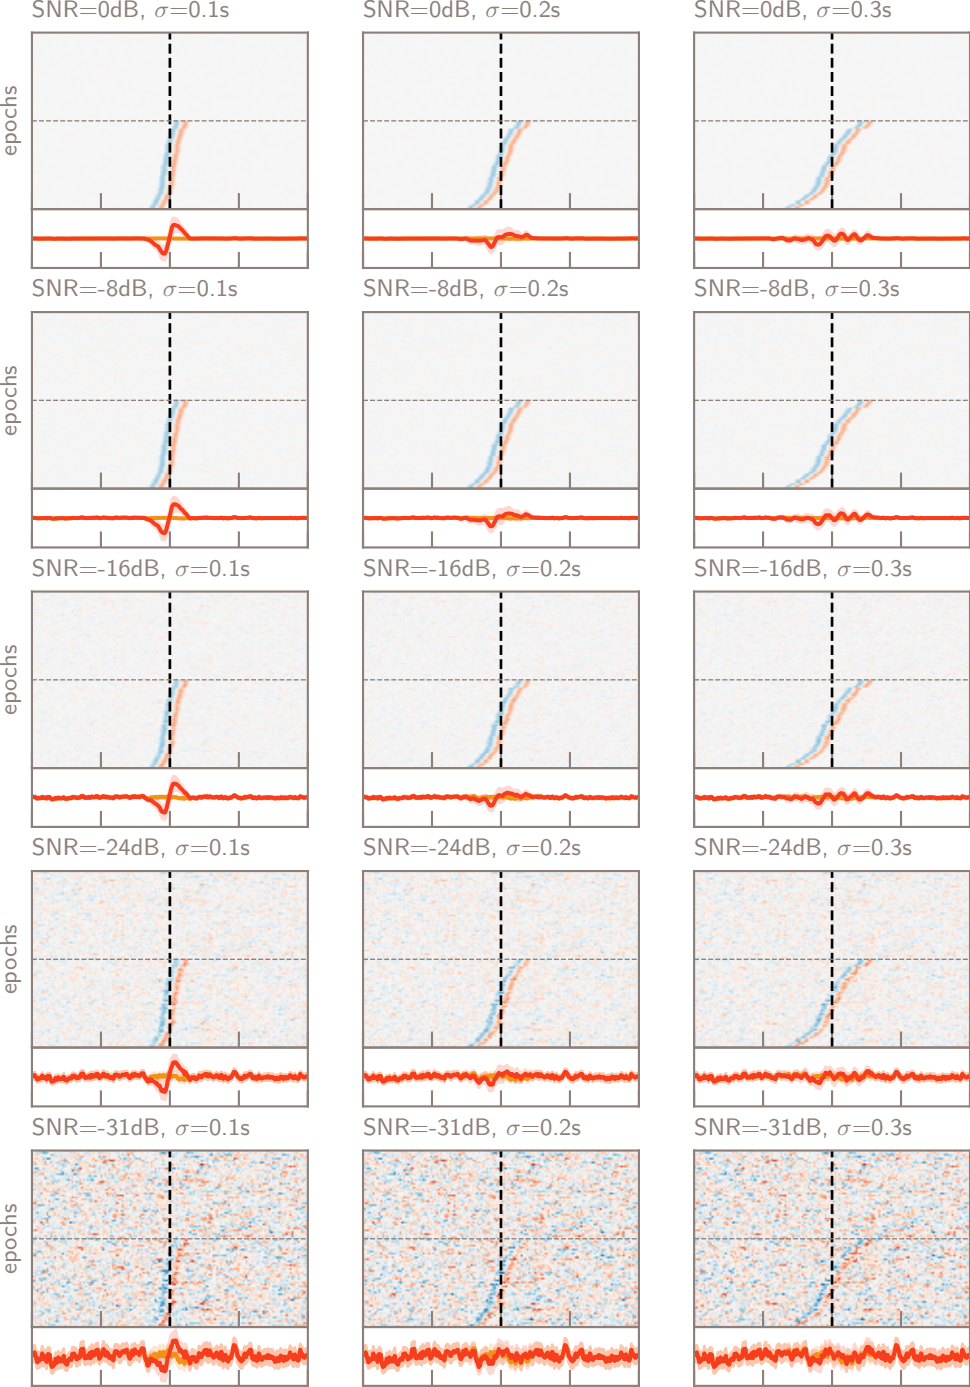 SNR=0dB, σ=0.1s
SNR=0dB, σ=0.2s
SNR=0dB, σ=0.3s
epochs
SNR=-8dB, σ=0.1s
SNR=-8dB, σ=0.2s
SNR=-8dB, σ=0.3s
epochs
SNR=-16dB, σ=0.1s
SNR=-16dB, σ=0.2s
SNR=-16dB, σ=0.3s
epochs
SNR=-24dB, σ=0.1s
SNR=-24dB, σ=0.2s
SNR=-24dB, σ=0.3s
epochs
SNR=-31dB, σ=0.1s
SNR=-31dB, σ=0.2s
SNR=-31dB, σ=0.3s
epochs